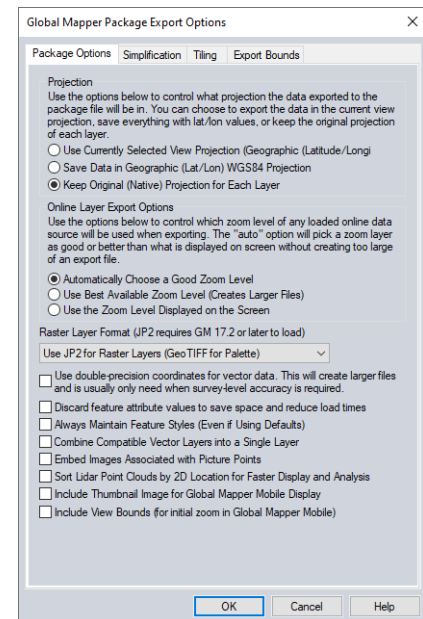 Global Mapper Package Export Options
Package Options Simplification Tiling Export Bounds
Projection
Use the options below to control what projection the data exported to the
package file will be in. You can choose to export the data in the current view
projection, save everything with lat/lon values, or keep the original projection
of each layer.
Use Currently Selected View Projection (Geographic (Latitude/Longi
Save Data in Geographic (Lat/Lon) WGS84 Projection
Keep Original (Native) Projection for Each Layer
Online Layer Export Options
Use the options below to control which zoom level of any loaded online data
source will be used when exporting. The "auto" option will pick a zoom layer
as good or better than what is displayed on screen without creating too large
of an export file.
Automatically Choose a Good Zoom Level
Use Best Available Zoom Level (Creates Larger Files)
Use the Zoom Level Displayed on the Screen
Raster Layer Format (JP2 requires GM 17.2 or later to load)
Use JP2 for Raster Layers (GeoTIFF for Palette)
Use double-precision coordinates for vector data. This will create larger files
and is usually only need when survey-level accuracy is required.
Discard feature attribute values to save space and reduce load times
Always Maintain Feature Styles (Even if Using Defaults)
Combine Compatible Vector Layers into a Single Layer
Embed Images Associated with Picture Points
Sort Lidar Point Clouds by 2D Location for Faster Display and Analysis
Include Thumbnail Image for Global Mapper Mobile Display
Include View Bounds (for initial zoom in Global Mapper Mobile)
OK Cancel Help